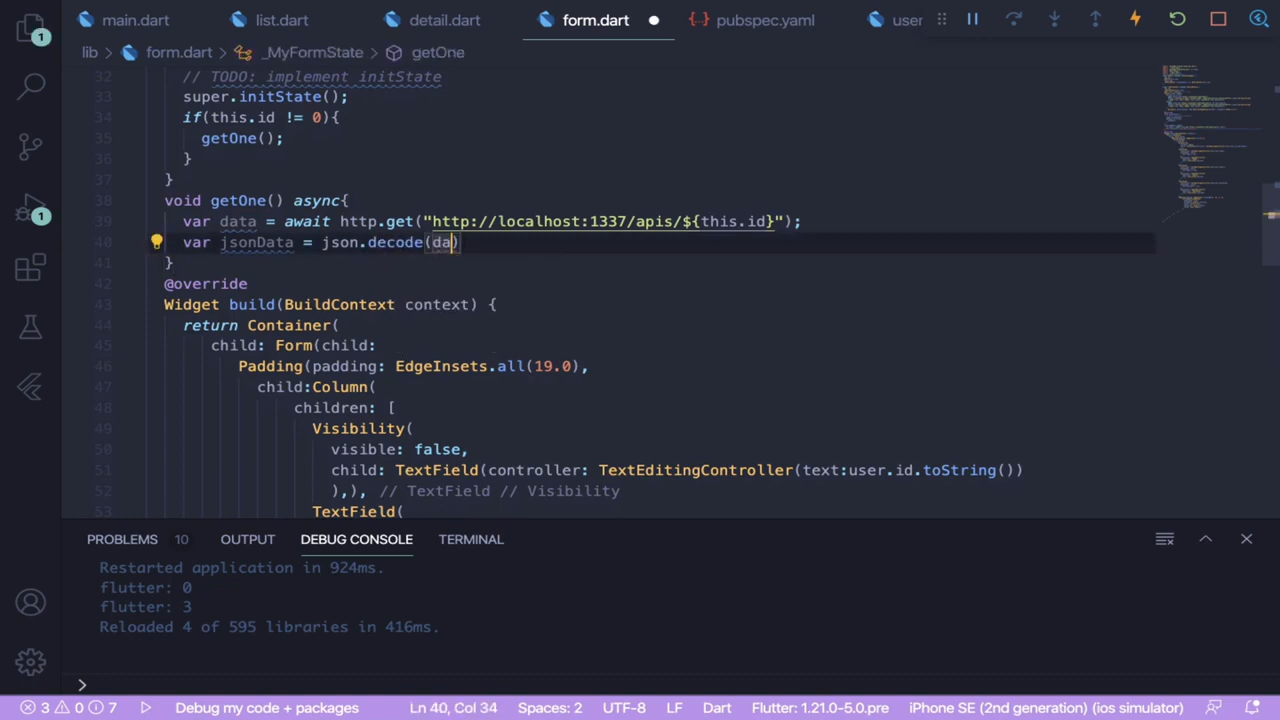 main.dart list.dart detail.dart form.dart pubspec.yaml user
1
lib form.dart _MyFormState getOne
32 // TODO: implement initState
33 super.initState();
34 if(this.id != 0){
35 getOne();
36 }
37 }
38 void getOne() async{
39 var data = await http.get("http://localhost:1337/apis/${this.id}");
40 var jsonData = json.decode(da)
41 }
42 @override
43 Widget build(BuildContext context) {
44 return Container(
45 child: Form(child:
46 Padding(padding: EdgeInsets.all(19.0),
47 child:Column(
48 children: [
49 Visibility(
50 visible: false,
51 child: TextField(controller: TextEditingController(text:user.id.toString())
52 ),), // TextField // Visibility
53 TextField(
1
PROBLEMS 10 OUTPUT DEBUG CONSOLE TERMINAL
Restarted application in 924ms.
flutter: 0
flutter: 3
Reloaded 4 of 595 libraries in 416ms.
>
3 0 7 Debug my code + packages Ln 40, Col 34 Spaces: 2 UTF-8 LF Dart Flutter: 1.21.0-5.0.pre iPhone SE (2nd generation) (ios simulator)